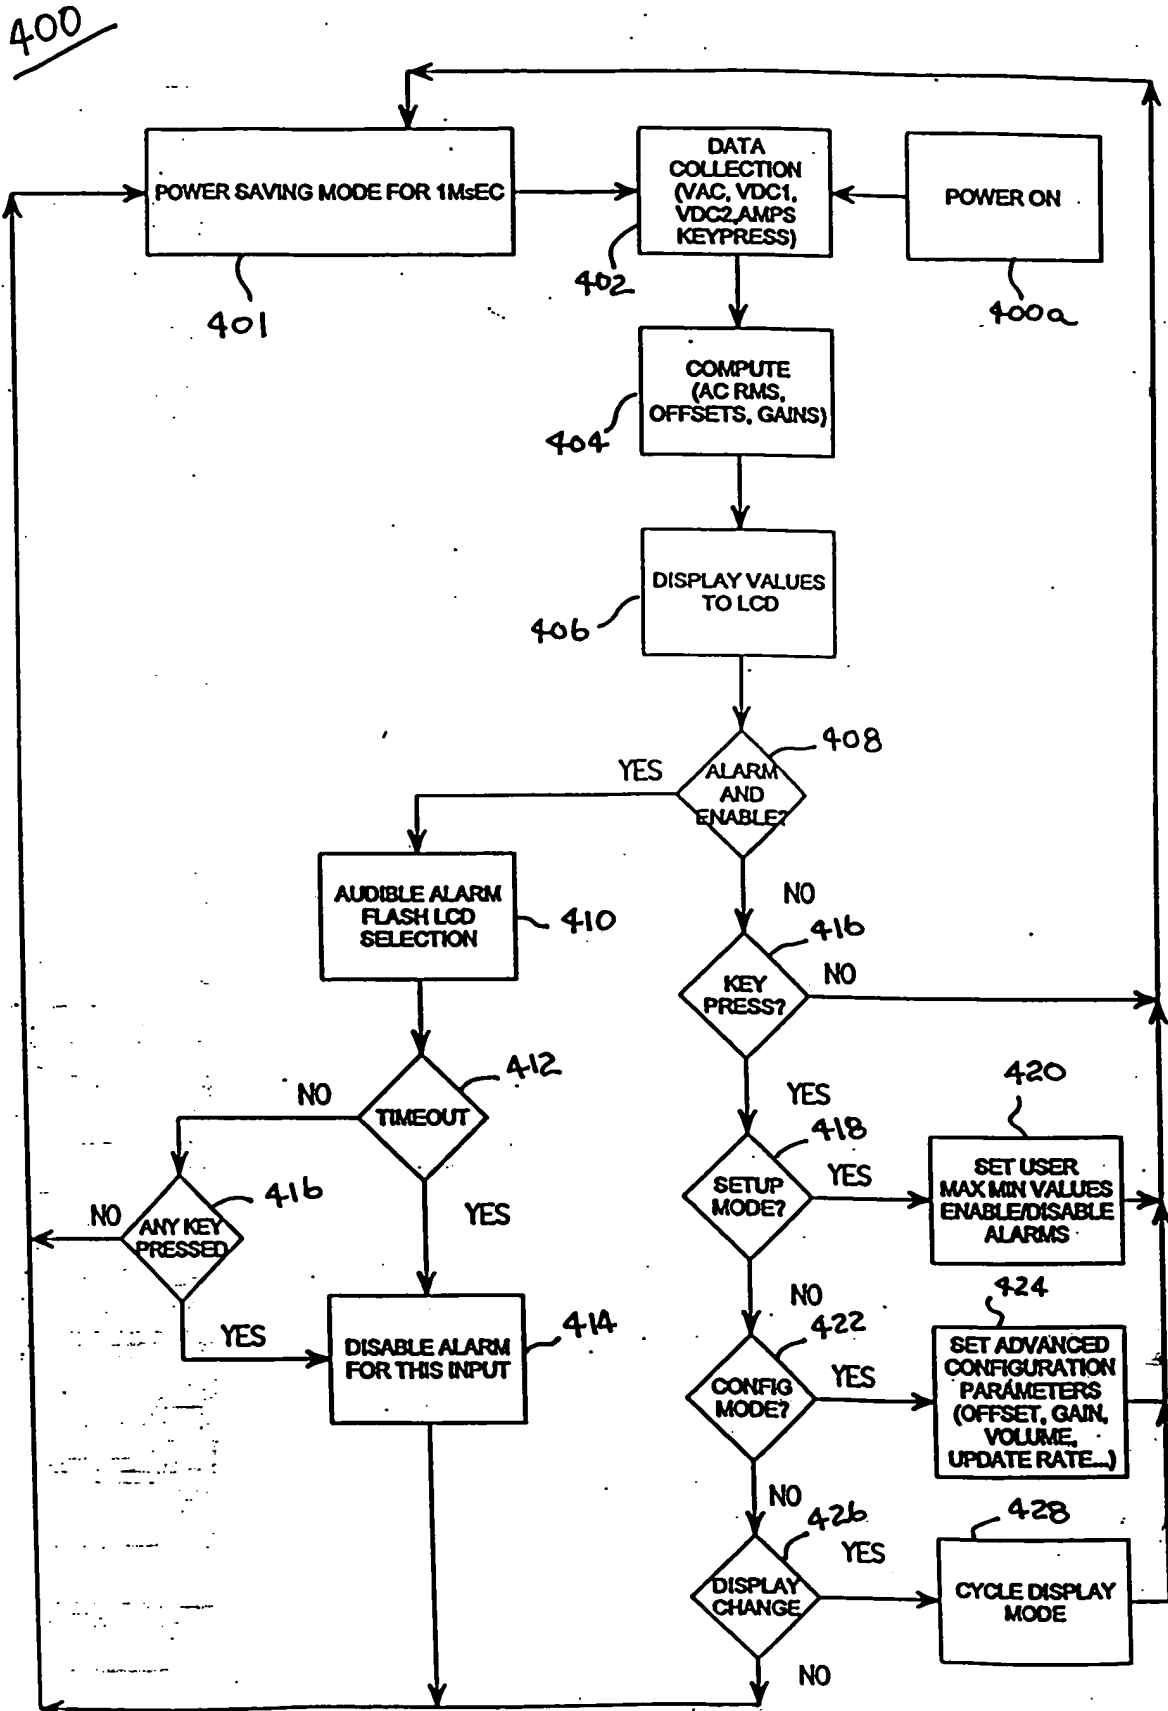 400
POWER SAVING MODE FOR 1MsEC
401
DATA
COLLECTION
(VAC, VDC1,
VDC2,AMPS
KEYPRESS)
402
POWER ON
400a
COMPUTE
(AC RMS,
OFFSETS, GAINS)
404
DISPLAY VALUES
TO LCD
406
ALARM
AND
ENABLE?
408
YES
NO
AUDIBLE ALARM
FLASH LCD
SELECTION
410
KEY
PRESS?
416
NO
YES
TIMEOUT
412
NO
YES
ANY KEY
PRESSED
416
NO
YES
DISABLE ALARM
FOR THIS INPUT
414
SETUP
MODE?
418
YES
NO
SET USER
MAX MIN VALUES
ENABLE/DISABLE
ALARMS
420
CONFIG
MODE?
422
YES
NO
SET ADVANCED
CONFIGURATION
PARAMETERS
(OFFSET, GAIN,
VOLUME,
UPDATE RATE...)
424
DISPLAY
CHANGE
426
YES
NO
CYCLE DISPLAY
MODE
428